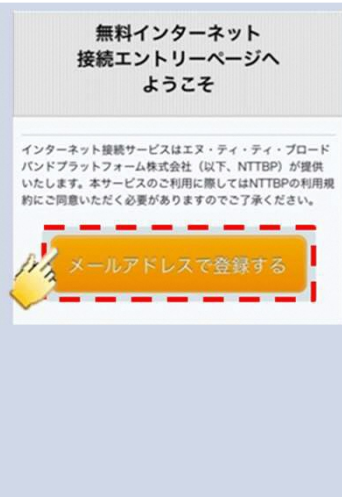 無料インターネット
接続エントリーページへ
ようこそ
インターネット接続サービスはエヌ・ティ・ティ・ブロード
バンドプラットフォーム株式会社（以下、NTTBP）が提供
いたします。本サービスのご利用に際してはNTTBPの利用規
約にご同意いただく必要がありますのでご了承ください。
メールアドレスで登録する